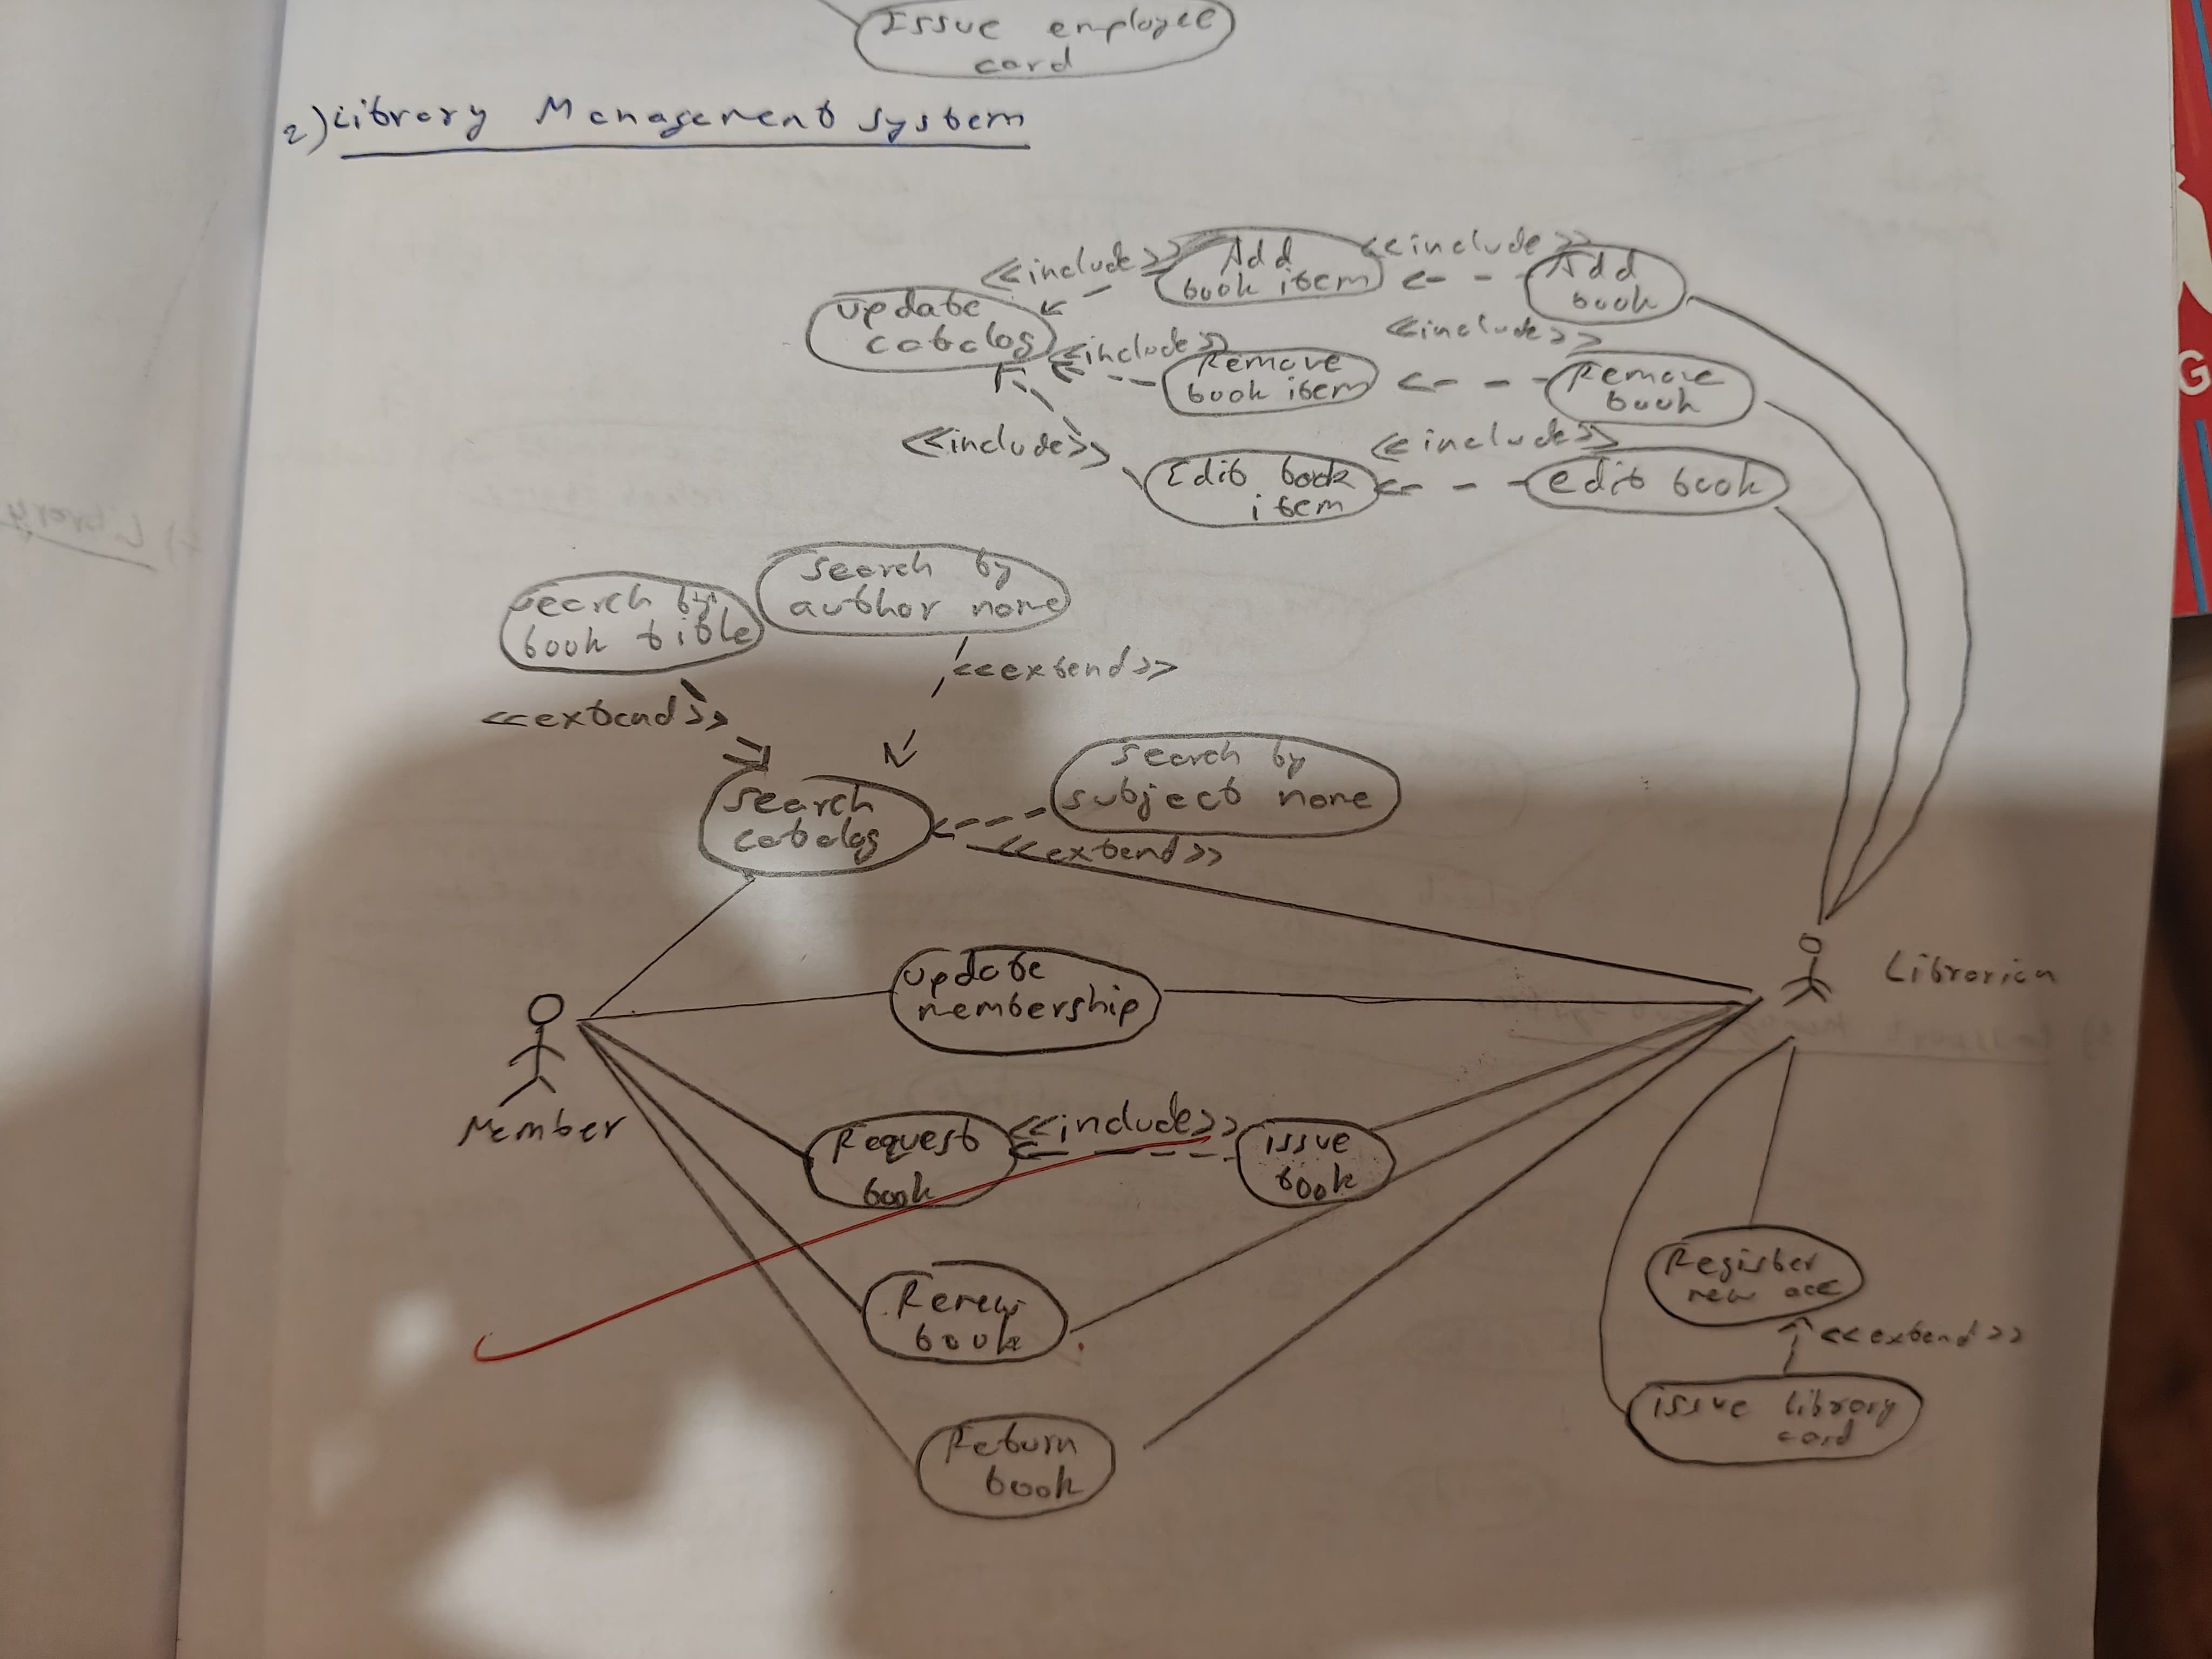 Issue employee
card
2) Library Management System
<<include>>
Add
book item
<<include>>
Add
book
update
catalog
<<include>>
Remove
book item
<<include>>
Remove
book
<<include>>
Edit book
item
<<include>>
edit book
search by
book title
search by
author name
<<extend>>
<<extend>>
search
catalog
search by
subject name
<<extend>>
update
membership
Librarian
Member
Request
book
<<include>>
issue
book
Renew
book
Register
new acc
<<extend>>
issue library
card
Return
book
G